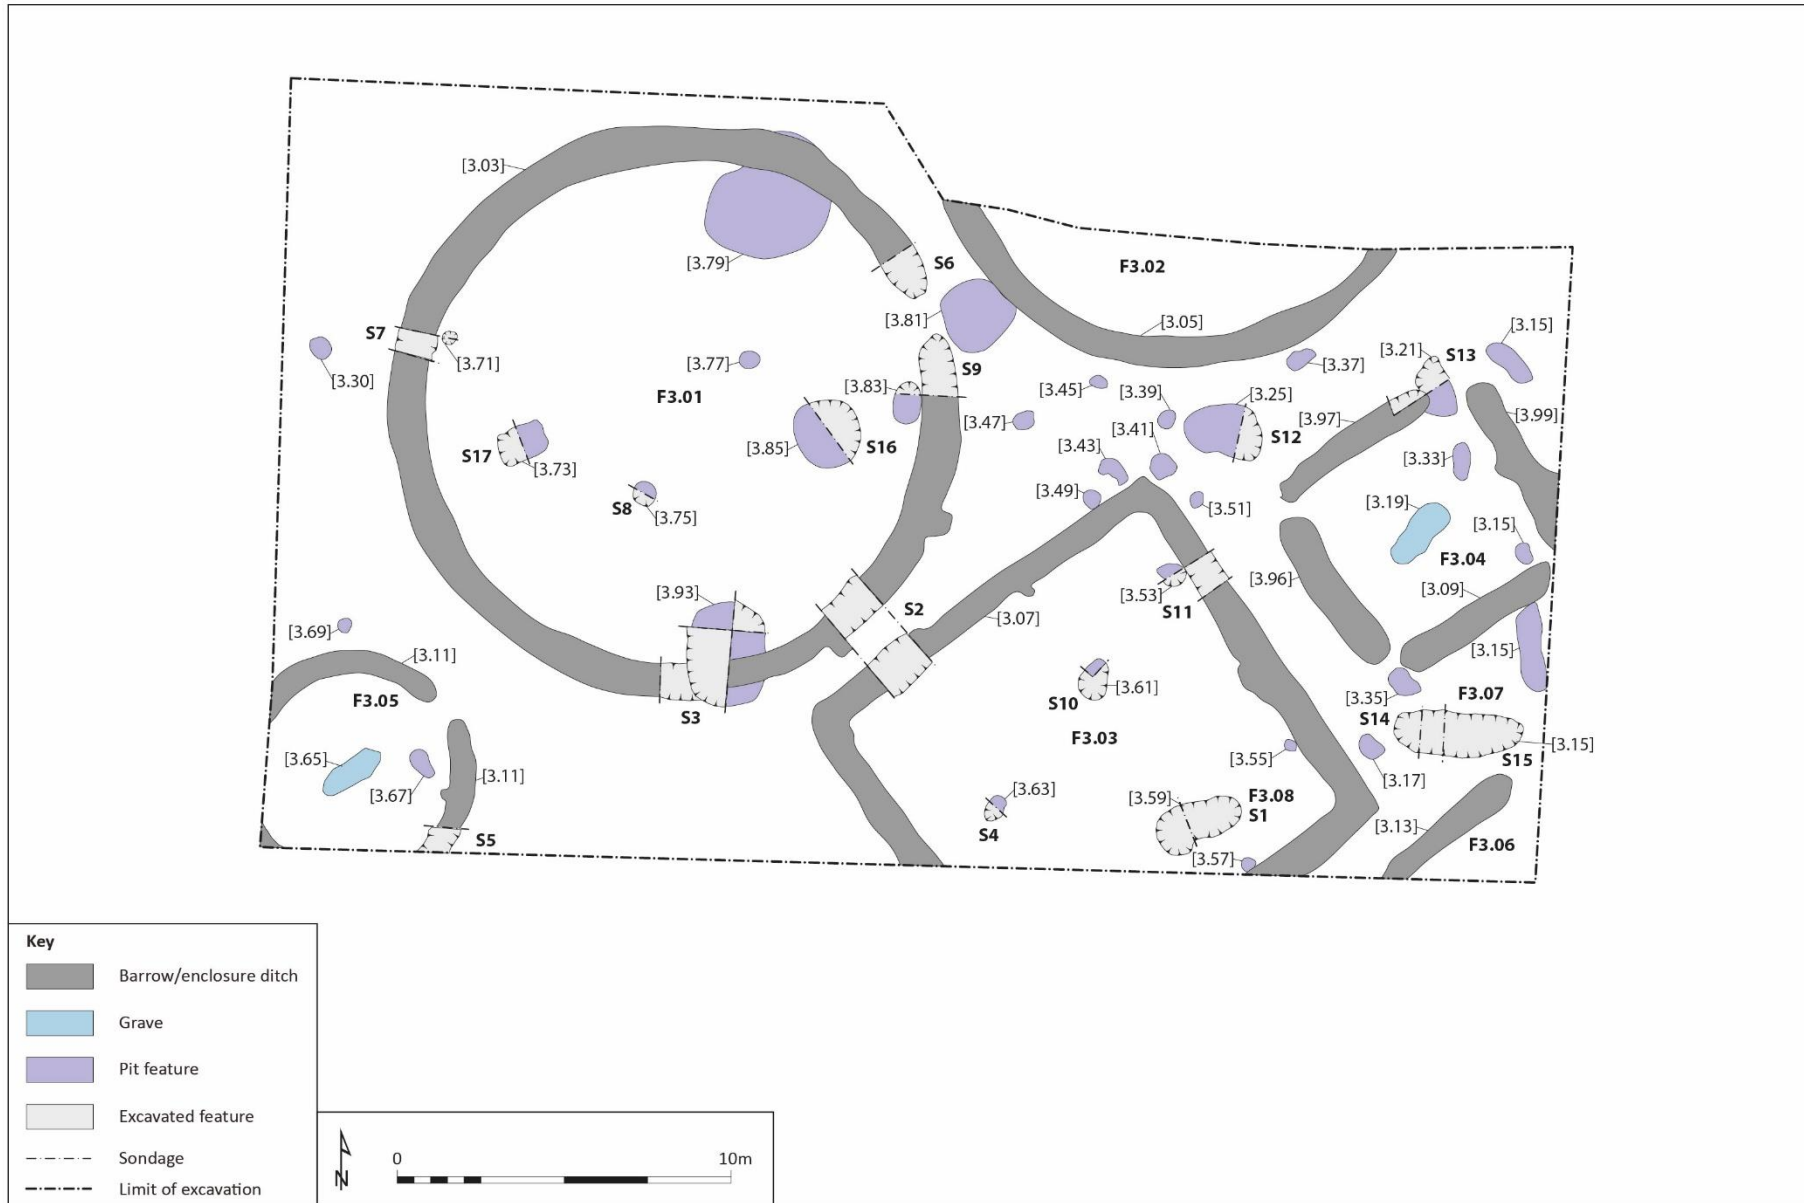 [3.03]
[3.79]
S6
F3.02
[3.81]
[3.05]
[3.15]
S7
[3.71]
[3.30]
[3.77]
F3.01
[3.83]
S9
[3.45]
[3.39]
[3.37]
[3.21]
S13
[3.25]
[3.97]
[3.99]
[3.47]
[3.41]
[3.43]
S12
[3.85]
S16
S17
[3.73]
[3.33]
[3.49]
[3.51]
[3.19]
S8
[3.75]
[3.15]
F3.04
[3.96]
[3.09]
[3.93]
S2
[3.53]
S11
[3.07]
[3.69]
[3.11]
[3.15]
F3.05
[3.35]
F3.07
[3.61]
S10
S3
S14
F3.03
[3.15]
S15
[3.65]
[3.11]
[3.67]
[3.55]
[3.17]
[3.63]
[3.59]
F3.08
S1
S4
S5
[3.13]
F3.06
[3.57]
Key
Barrow/enclosure ditch
Grave
Pit feature
Excavated feature
Sondage
Limit of excavation
N
0
10m